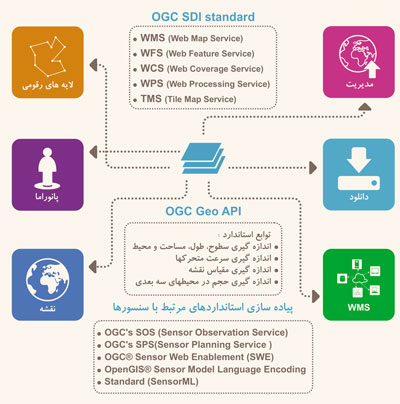 OGC SDI standard
• WMS (Web Map Service)
• WFS (Web Feature Service)
• WCS (Web Coverage Service)
• WPS (Web Processing Service)
• TMS (Tile Map Service)
لایه های رقومی
مدیریت
پانوراما
دانلود
نقشه
WMS
OGC Geo API
توابع استاندارد :
• اندازه گیری سطوح، طول، مساحت و محیط
• اندازه گیری سرعت متحرکها
• اندازه گیری مقیاس نقشه
• اندازه گیری حجم در محیطهای سه بعدی
پیاده سازی استانداردهای مرتبط با سنسورها
• OGC's SOS (Sensor Observation Service)
• OGC's SPS(Sensor Planning Service )
• OGC® Sensor Web Enablement (SWE)
• OpenGIS® Sensor Model Language Encoding
• Standard (SensorML)